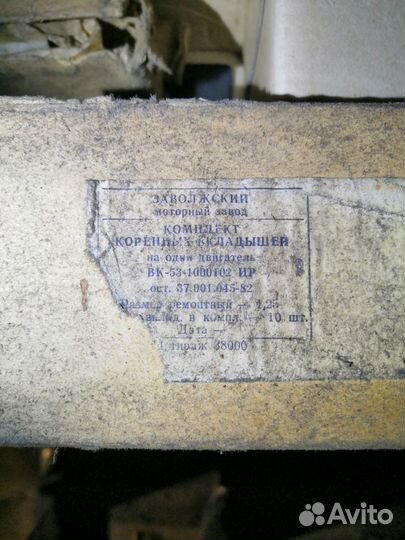 ЗАВОЛЖСКИЙ
моторный завод
КОМПЛЕКТ
КОРЕННЫХ ВКЛАДЫШЕЙ
на один двигатель
ВК-53-1000102 ИР
ост. 37.001.045-82
Размер ремонтный —
вклад. в компл. — 10 шт.
Дата —
тираж 38000
Avito